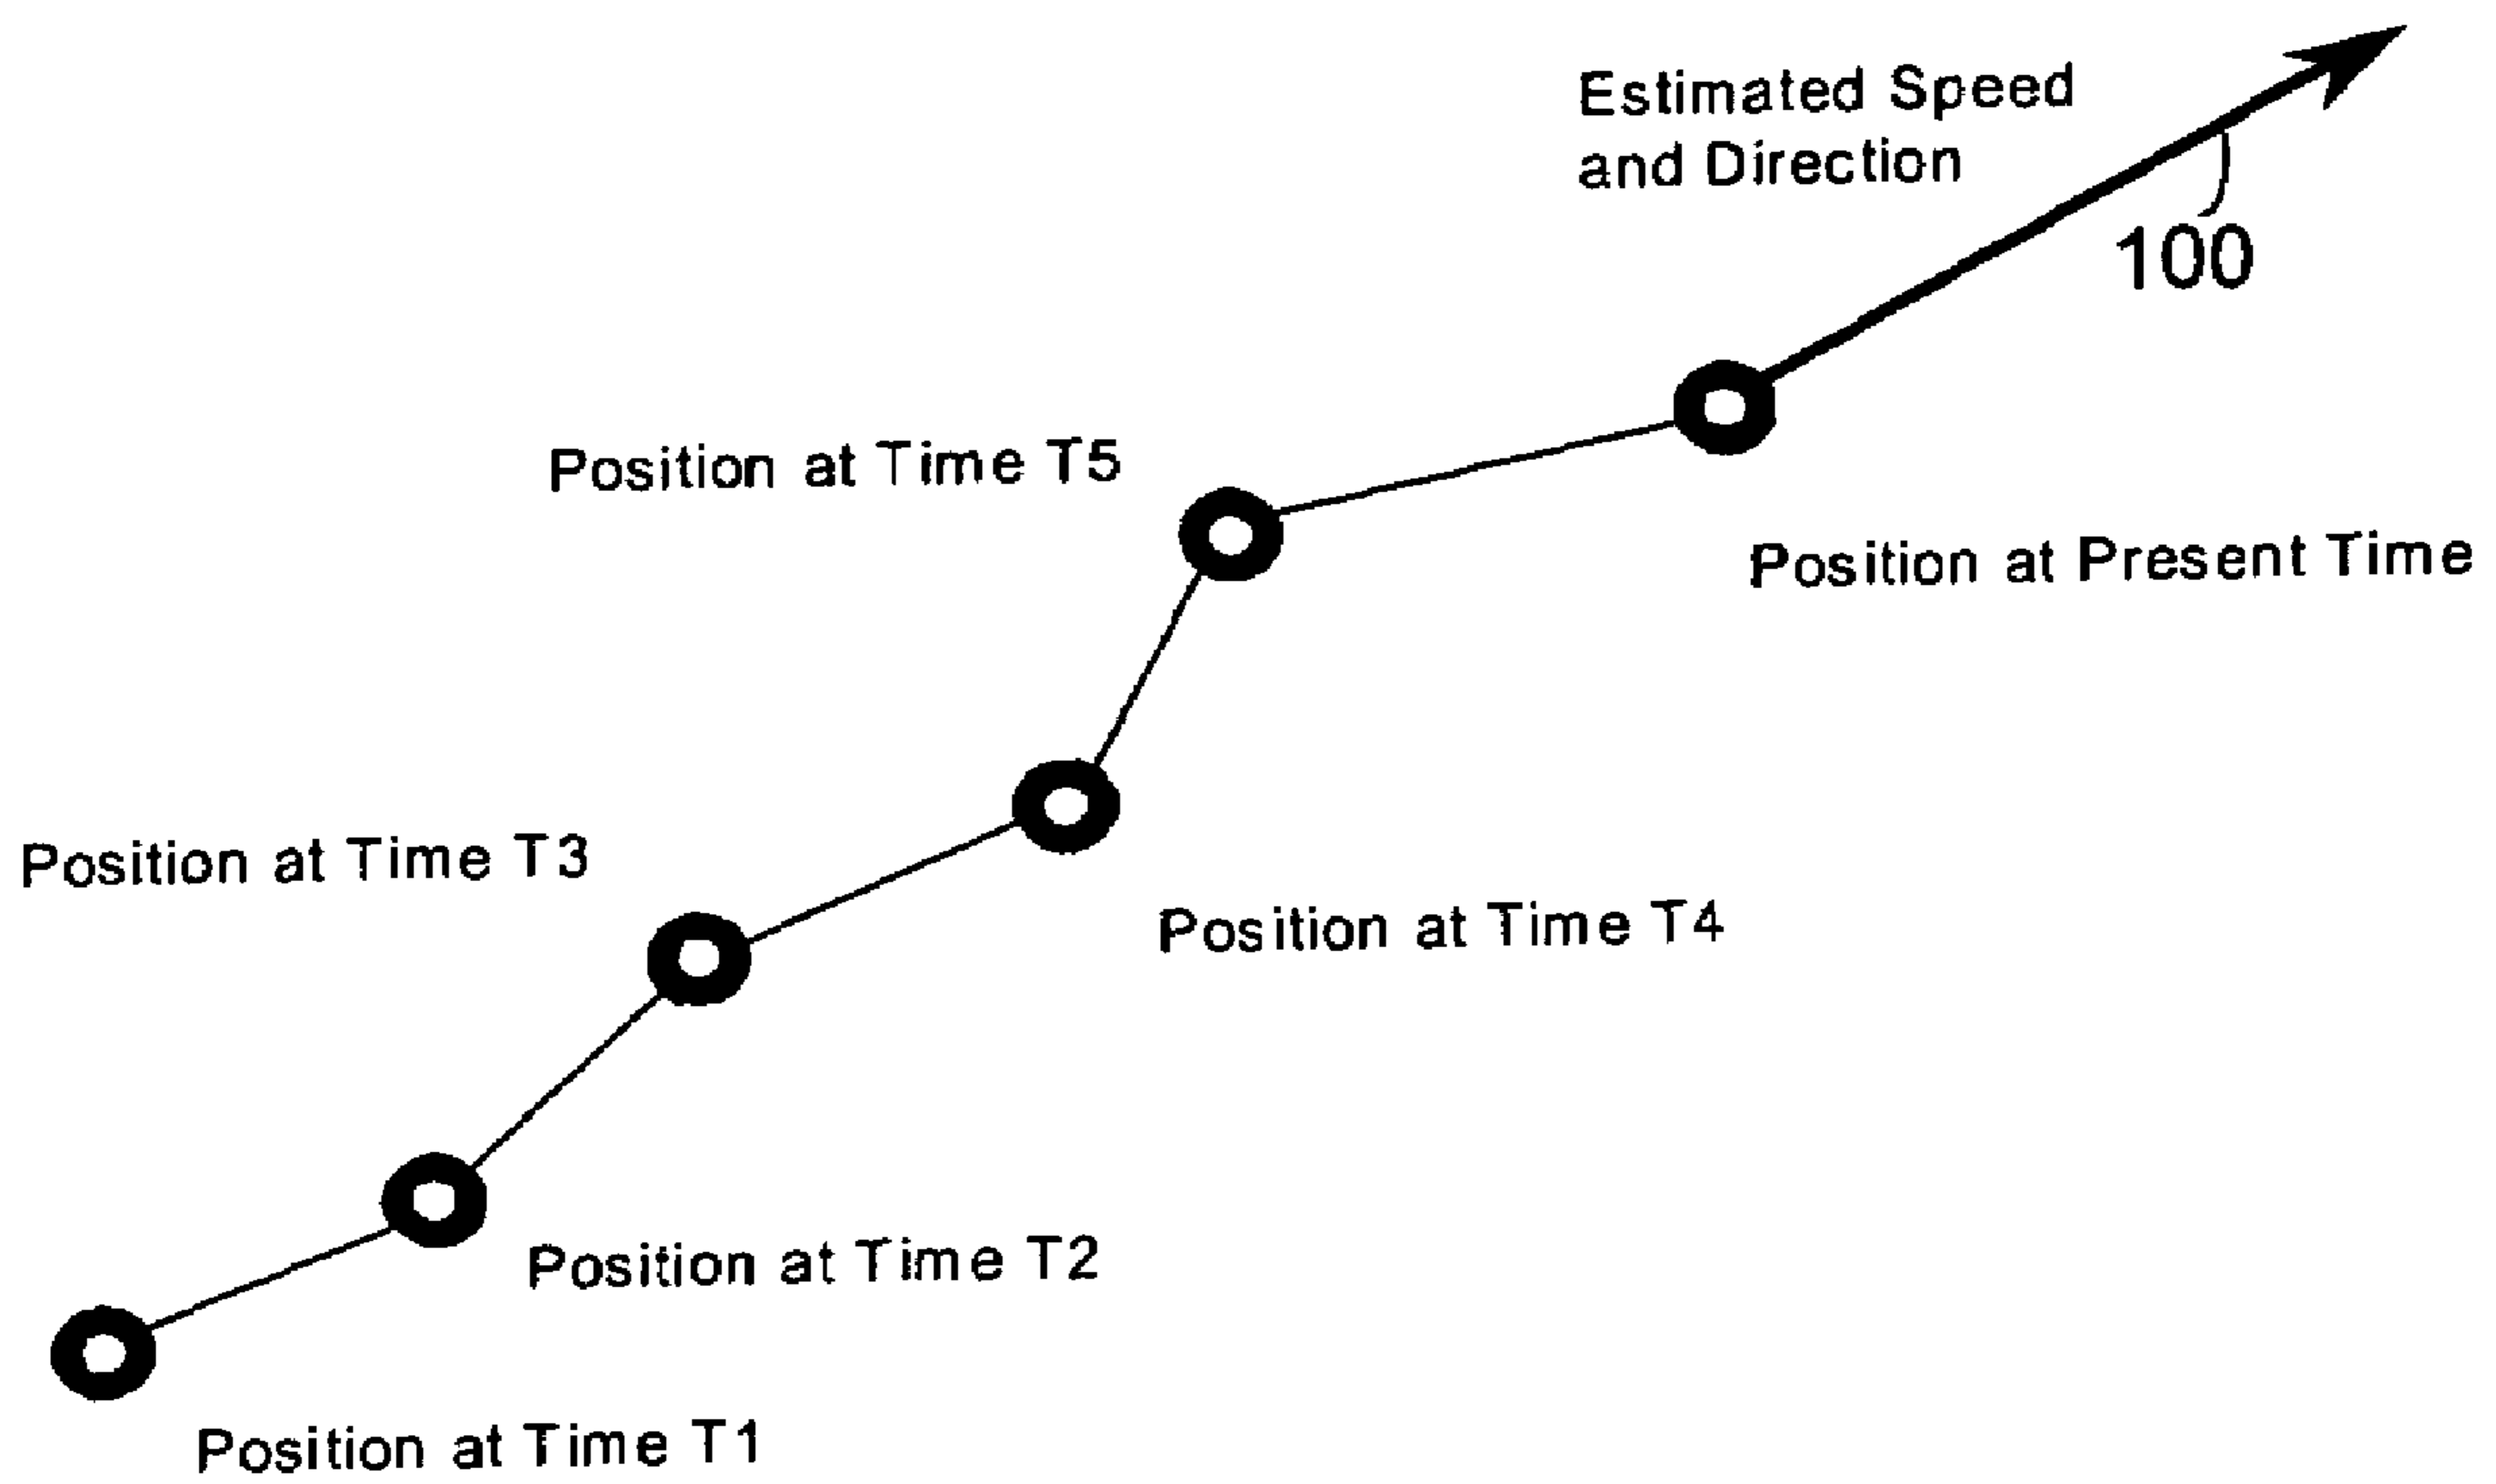 Estimated Speed
and Direction
100
Position at Time T5
Position at Present Time
Position at Time T3
Position at Time T4
Position at Time T2
Position at Time T1